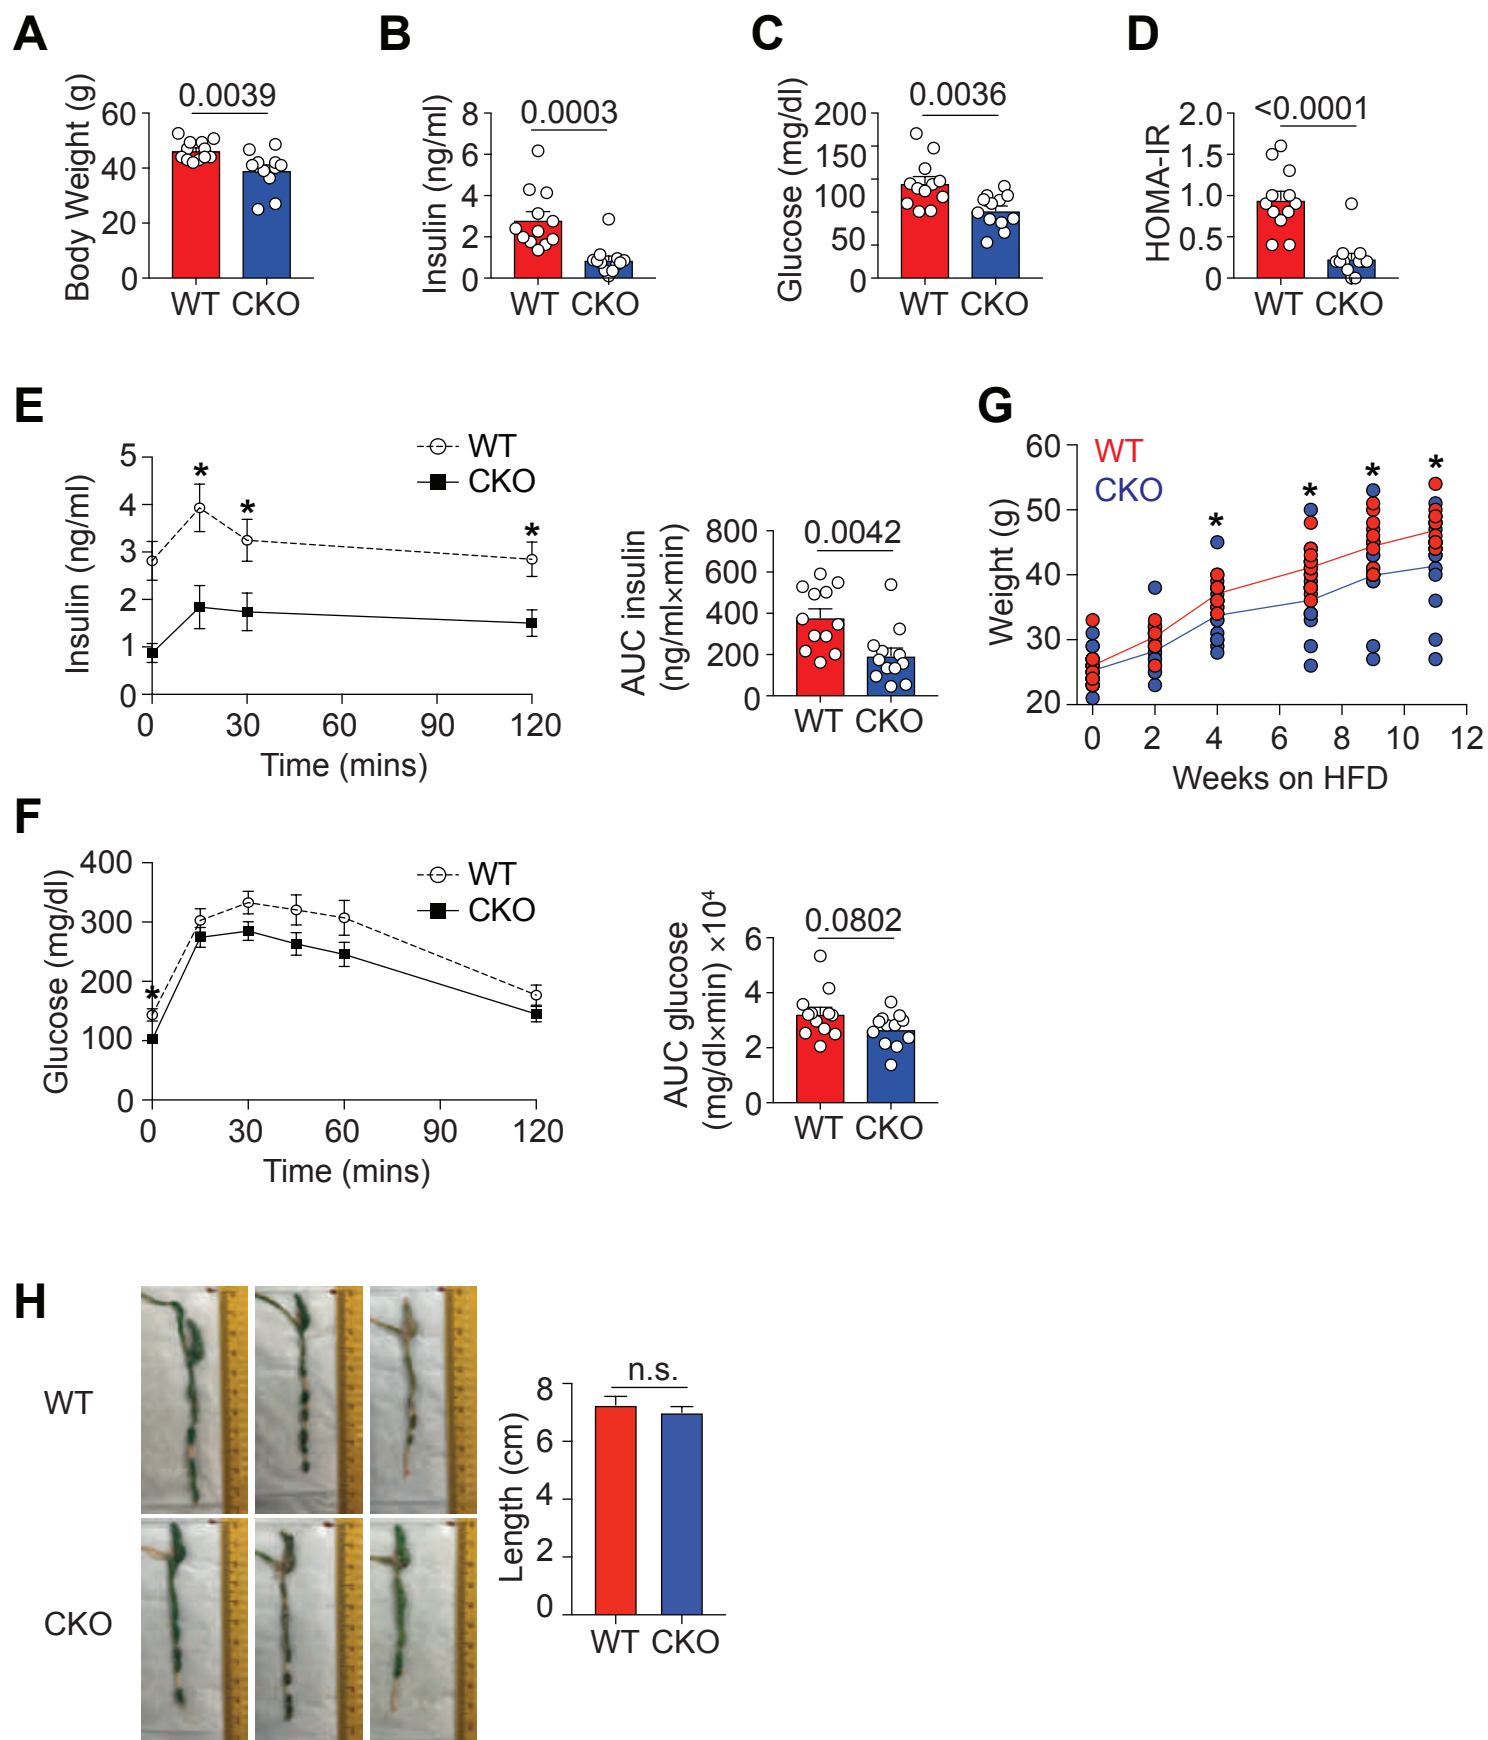 A
B
C
D
Body Weight (g)
60
40
20
0
0.0039
WT CKO
Insulin (ng/ml)
8
6
4
2
0
0.0003
WT CKO
Glucose (mg/dl)
200
150
100
50
0
0.0036
WT CKO
HOMA-IR
2.0
1.5
1.0
0.5
0
<0.0001
WT CKO
E
Insulin (ng/ml)
5
4
3
2
1
0
*
*
*
WT
CKO
0 30 60 90 120
Time (mins)
AUC insulin
(ng/ml×min)
800
600
400
200
0
0.0042
WT CKO
G
Weight (g)
60
50
40
30
20
WT
CKO
*
*
*
*
0 2 4 6 8 10 12
Weeks on HFD
F
Glucose (mg/dl)
400
300
200
100
0
*
WT
CKO
0 30 60 90 120
Time (mins)
AUC glucose
(mg/dl×min) ×10⁴
6
4
2
0
0.0802
WT CKO
H
WT
CKO
Length (cm)
8
6
4
2
0
n.s.
WT CKO